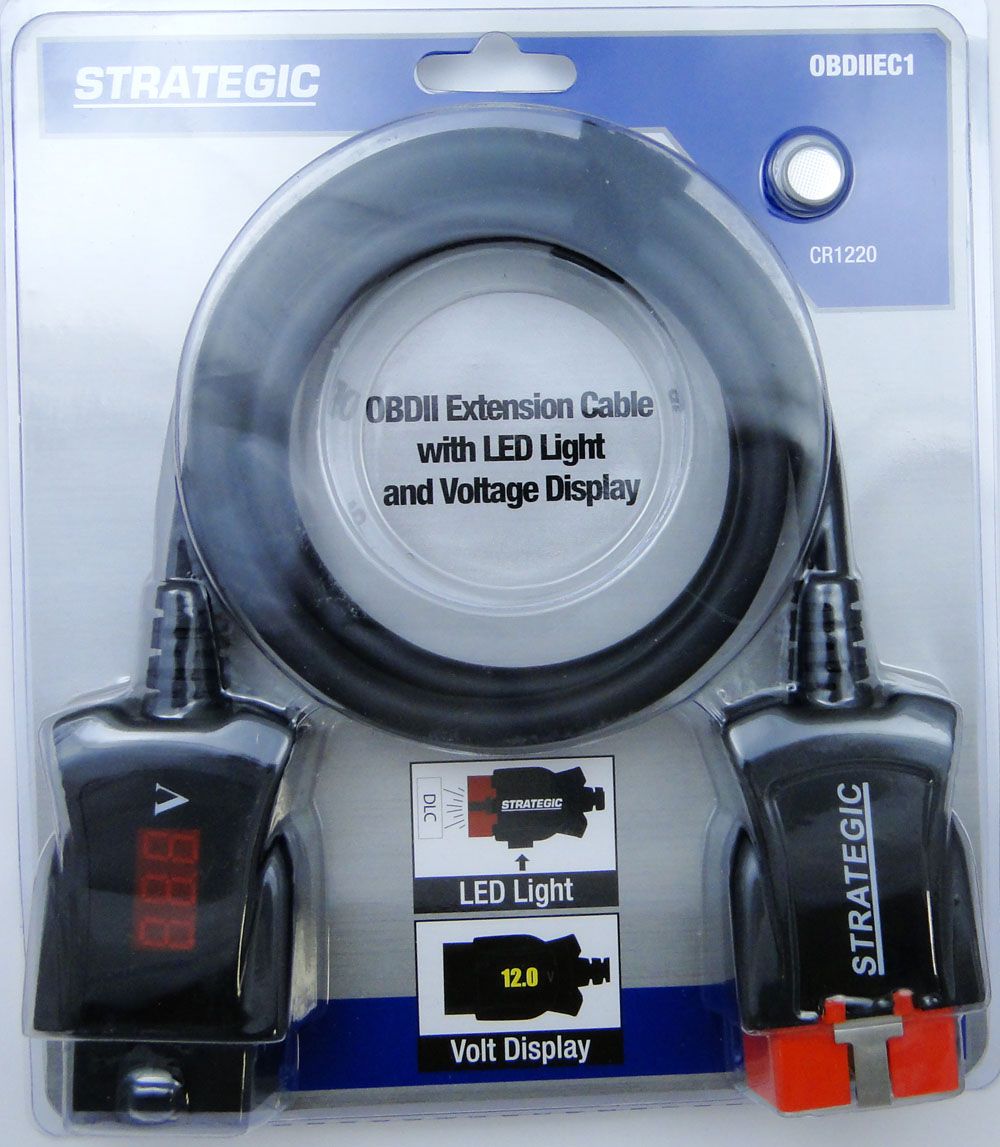 STRATEGIC
OBDIIEC1
CR1220
OBDII Extension Cable
with LED Light
and Voltage Display
V
STRATEGIC
DLC
STRATEGIC
LED Light
12.0 V
Volt Display